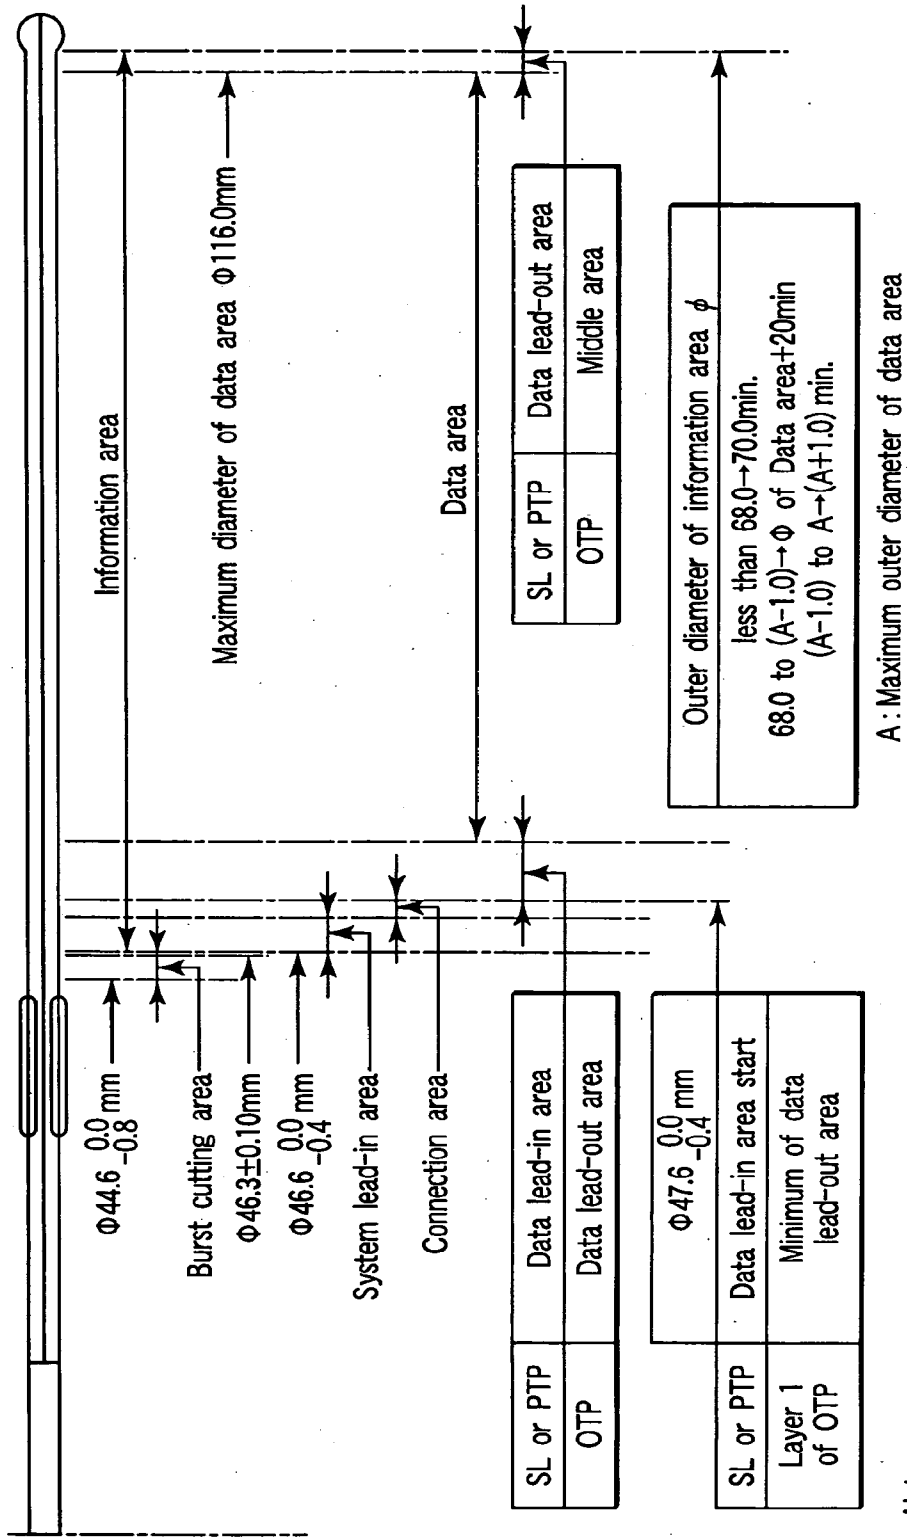 Information area
Maximum diameter of data area Φ116.0mm
Data area
Φ44.6 0.0 -0.8 mm
Burst cutting area
Φ46.3±0.10mm
Φ46.6 0.0 -0.4 mm
System lead-in area
Connection area
SL or PTP Data lead-in area
OTP Data lead-out area
SL or PTP Data lead-out area
OTP Middle area
Φ47.6 0.0 -0.4 mm
SL or PTP Data lead-in area start
Layer 1
of OTP
Minimum of data
lead-out area
Outer diameter of information area ϕ
less than 68.0→70.0min.
68.0 to (A-1.0)→Φ of Data area+20min
(A-1.0) to A→(A+1.0) min.
A : Maximum outer diameter of data area